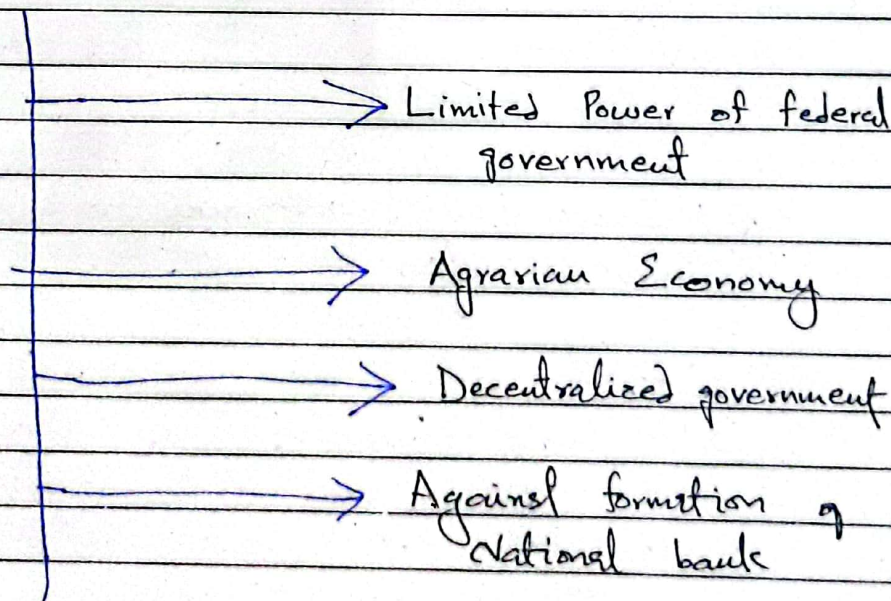 Limited Power of federal
government
Agrarian Economy
Decentralized government
Against formation of
National bank